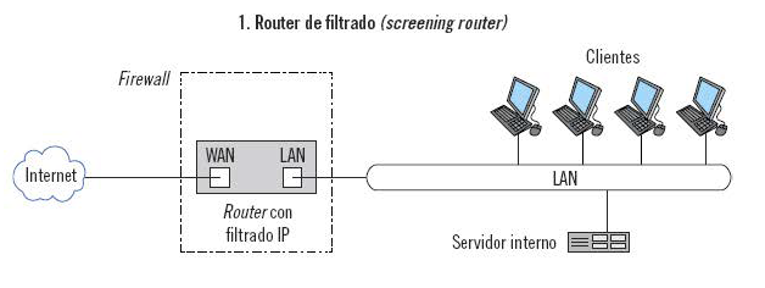 1. Router de filtrado (screening router)
Clientes
Firewall
WAN
LAN
Internet
LAN
Router con
filtrado IP
Servidor interno